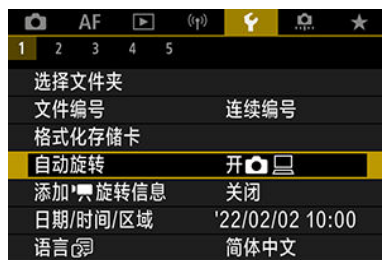 AF
1 2 3 4 5
选择文件夹
文件编号 连续编号
格式化存储卡
自动旋转 开
添加旋转信息 关闭
日期/时间/区域 '22/02/02 10:00
语言 简体中文